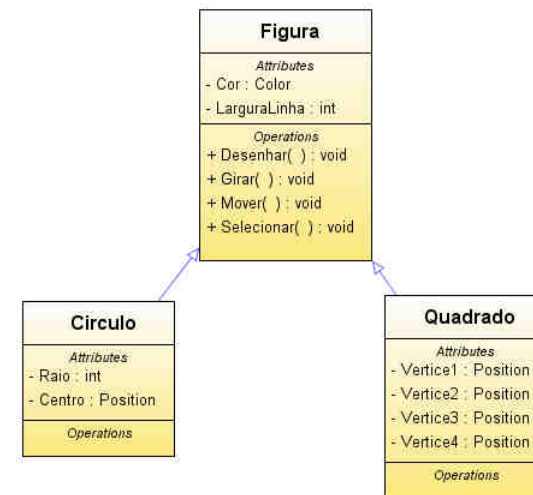 Figura
Attributes
- Cor : Color
- LarguraLinha : int
Operations
+ Desenhar( ) : void
+ Girar( ) : void
+ Mover( ) : void
+ Selecionar( ) : void
Circulo
Attributes
- Raio : int
- Centro : Position
Operations
Quadrado
Attributes
- Vertice1 : Position
- Vertice2 : Position
- Vertice3 : Position
- Vertice4 : Position
Operations